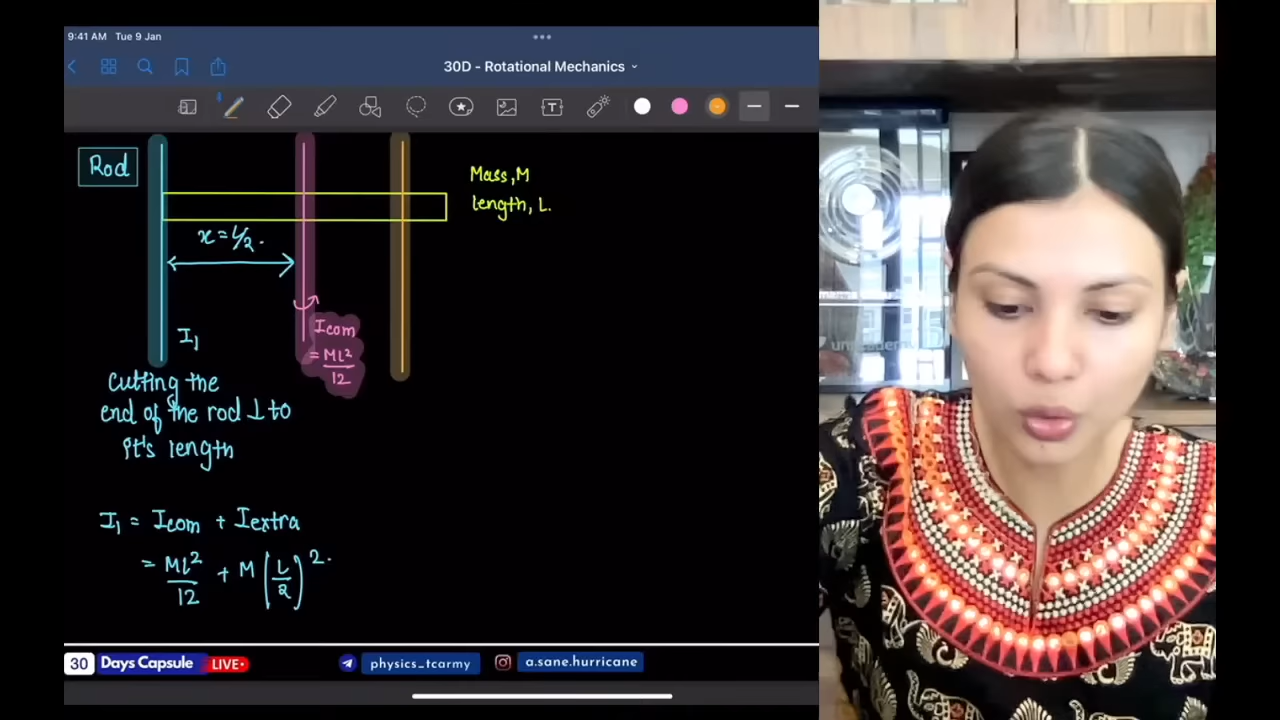 9:41 AM Tue 9 Jan
30D - Rotational Mechanics
Rod
Mass, M
length, L.
x = L/2.
I₁
Icom
= ML²/12
cutting the
end of the rod ⊥ to
it's length
I₁ = Icom + Iextra
= ML²/12 + M (L/2)².
30 Days Capsule LIVE
physics_tcarmy
a.sane.hurricane